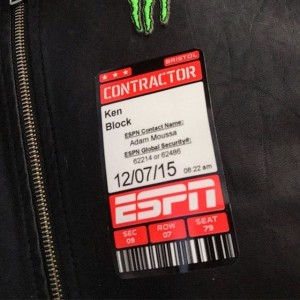 BRISTOL
CONTRACTOR
Ken
Block
ESPN Contact Name:
Adam Moussa
ESPN Global Security#:
62214 or 62486
12/07/15 08:22 am
ESPN
SEC ROW SEAT
09 07 79